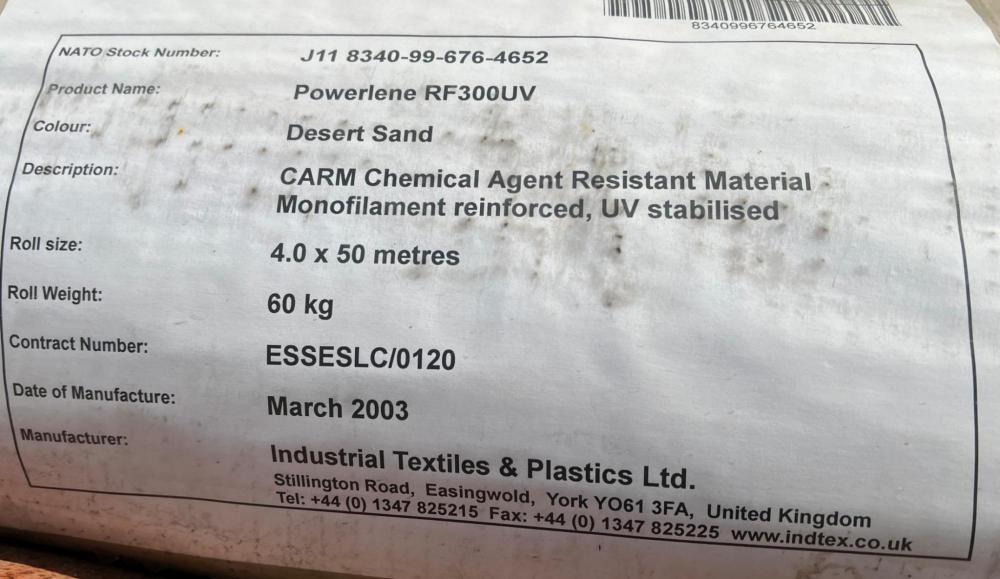 8340996764652
NATO Stock Number: J11 8340-99-676-4652
Product Name: Powerlene RF300UV
Colour: Desert Sand
Description: CARM Chemical Agent Resistant Material
Monofilament reinforced, UV stabilised
Roll size: 4.0 x 50 metres
Roll Weight: 60 kg
Contract Number: ESSESLC/0120
Date of Manufacture: March 2003
Manufacturer: Industrial Textiles & Plastics Ltd.
Stillington Road, Easingwold, York YO61 3FA, United Kingdom
Tel: +44 (0) 1347 825215 Fax: +44 (0) 1347 825225 www.indtex.co.uk